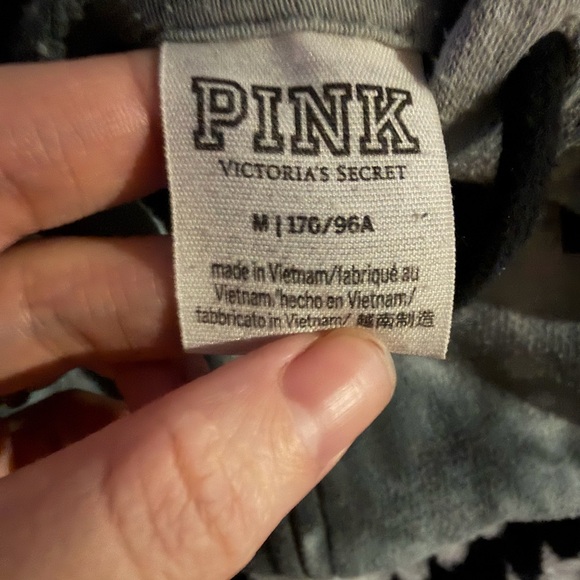 PINK
VICTORIA'S SECRET
M | 170/96A
made in Vietnam/fabriqué au
Vietnam/hecho en Vietnam/
fabbricato in Vietnam/ 越南制造